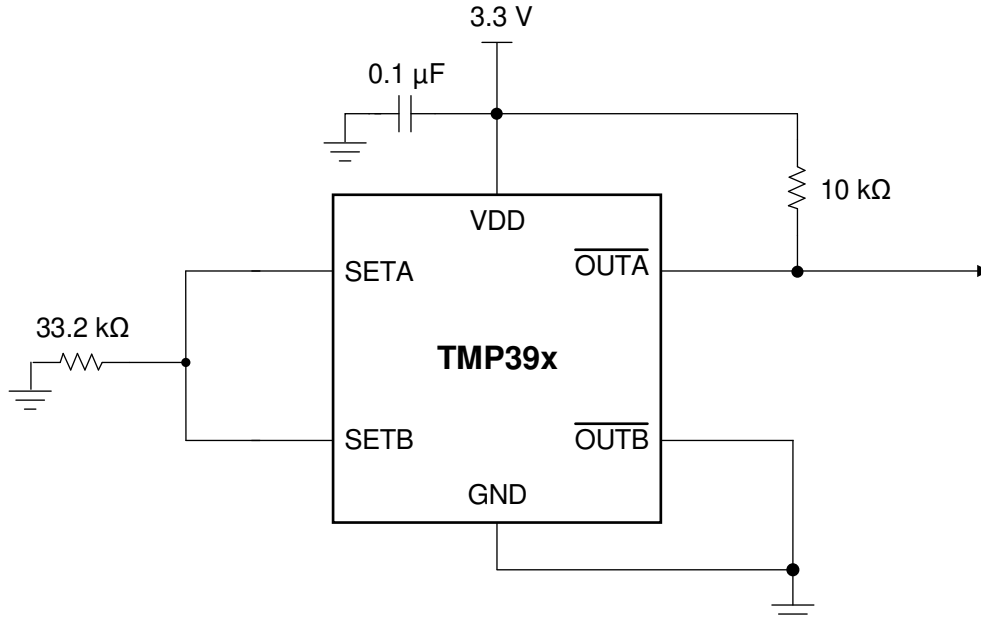 3.3 V
0.1 µF
10 kΩ
VDD
SETA
OUTA
33.2 kΩ
TMP39x
SETB
OUTB
GND